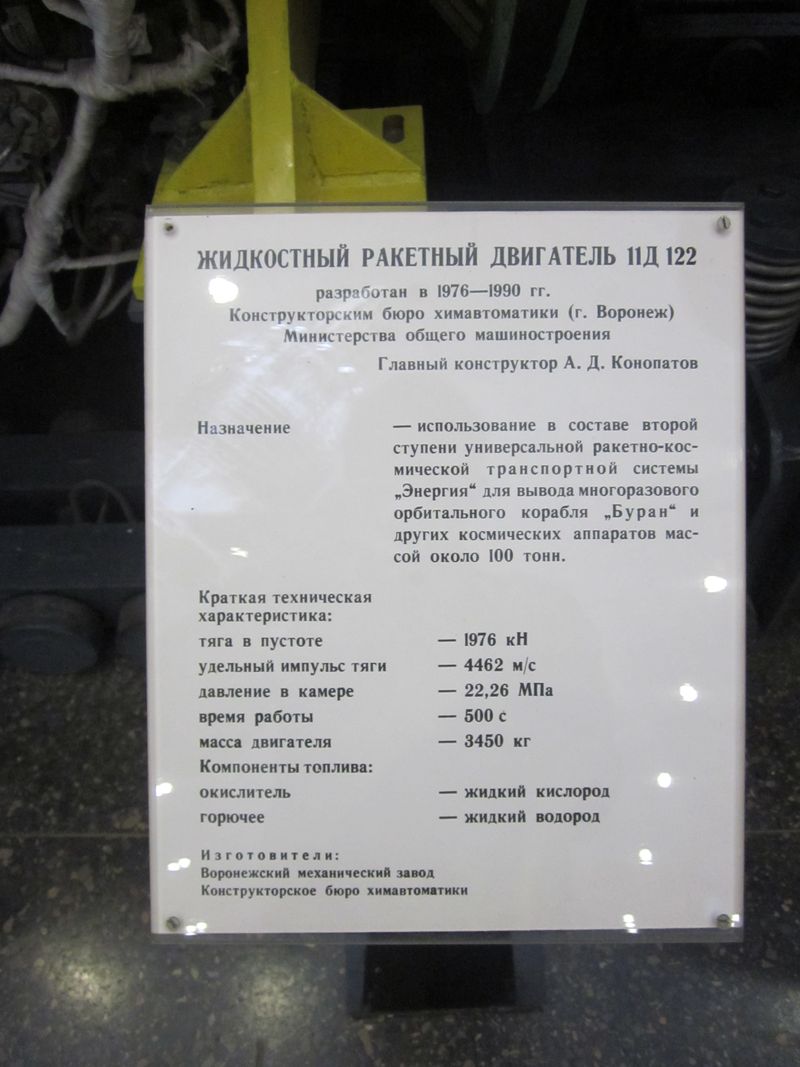 ЖИДКОСТНЫЙ РАКЕТНЫЙ ДВИГАТЕЛЬ 11Д 122
разработан в 1976—1990 гг.
Конструкторским бюро химавтоматики (г. Воронеж)
Министерства общего машиностроения
Главный конструктор А. Д. Конопатов
Назначение — использование в составе второй
ступени универсальной ракетно-кос-
мической транспортной системы
„Энергия“ для вывода многоразового
орбитального корабля „Буран“ и
других космических аппаратов мас-
сой около 100 тонн.
Краткая техническая
характеристика:
тяга в пустоте — 1976 кН
удельный импульс тяги — 4462 м/с
давление в камере — 22,26 МПа
время работы — 500 с
масса двигателя — 3450 кг
Компоненты топлива:
окислитель — жидкий кислород
горючее — жидкий водород
Изготовители:
Воронежский механический завод
Конструкторское бюро химавтоматики